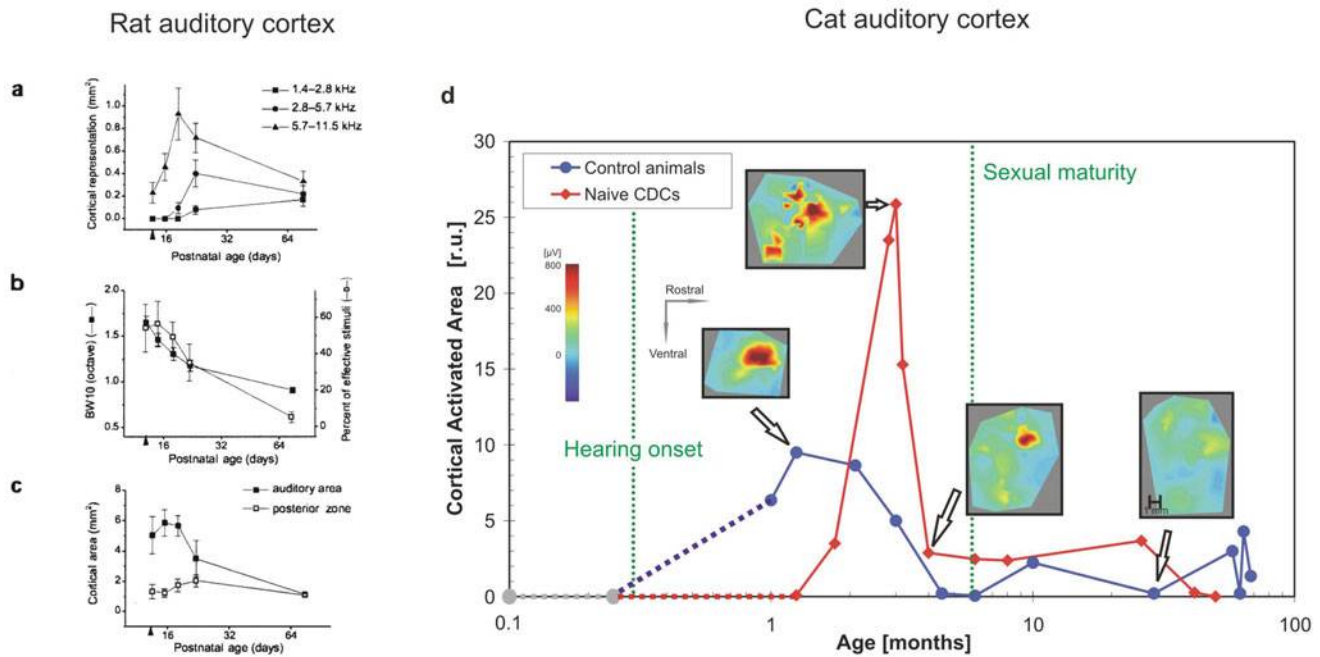 Rat auditory cortex
Cat auditory cortex
a
Cortical representation (mm²)
1.0
0.8
0.6
0.4
0.2
0.0
1.4–2.8 kHz
2.8–5.7 kHz
5.7–11.5 kHz
16 32 64
Postnatal age (days)
b
BW10 (octave)
2.0
1.5
1.0
0.5
Percent of effective stimuli
60
40
20
0
16 32 64
Postnatal age (days)
c
Cortical area (mm²)
8
6
4
2
0
auditory area
posterior zone
16 32 64
Postnatal age (days)
d
Cortical Activated Area [r.u.]
30
25
20
15
10
5
0
Control animals
Naive CDCs
Sexual maturity
[µV]
800
400
0
Rostral
Ventral
Hearing onset
1 mm
0.1 1 10 100
Age [months]